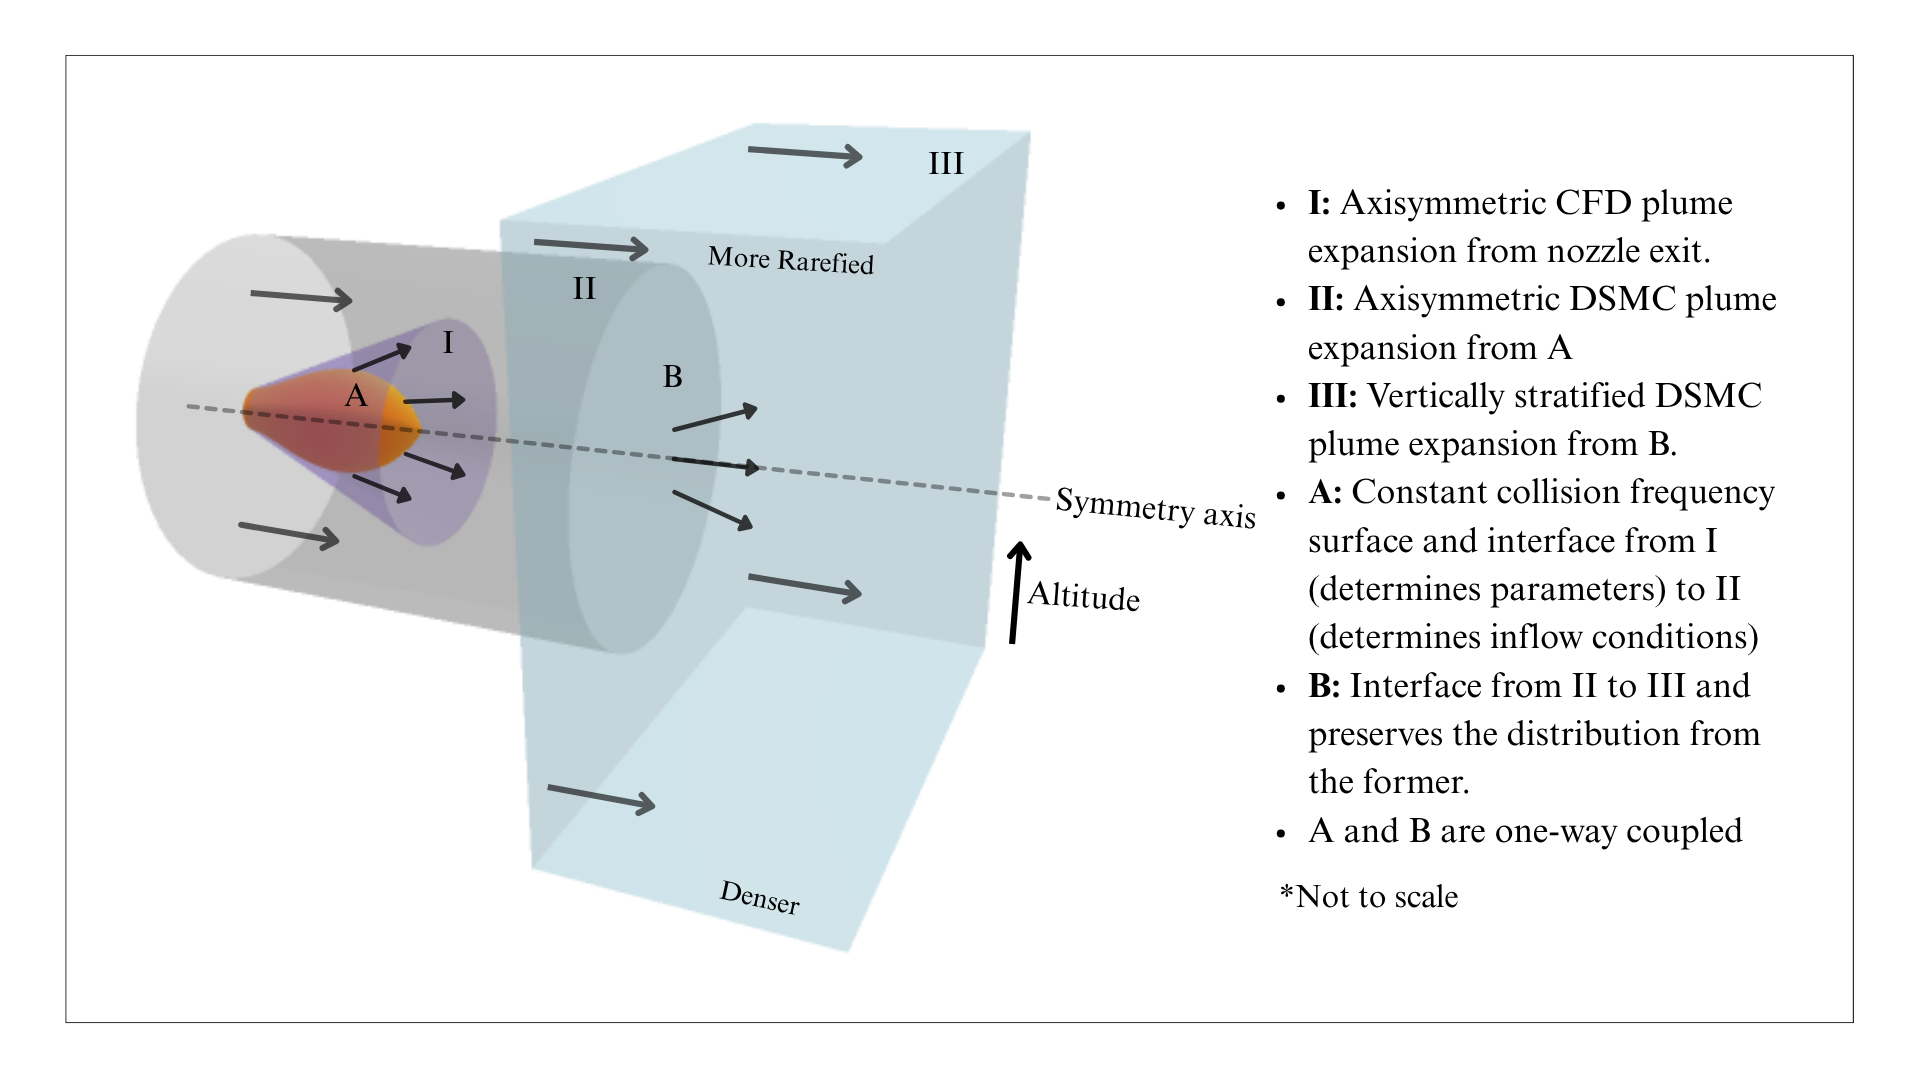 III
More Rarefied
II
I
B
A
Symmetry axis
Altitude
Denser
• I: Axisymmetric CFD plume
expansion from nozzle exit.
• II: Axisymmetric DSMC plume
expansion from A
• III: Vertically stratified DSMC
plume expansion from B.
• A: Constant collision frequency
surface and interface from I
(determines parameters) to II
(determines inflow conditions)
• B: Interface from II to III and
preserves the distribution from
the former.
• A and B are one-way coupled
*Not to scale